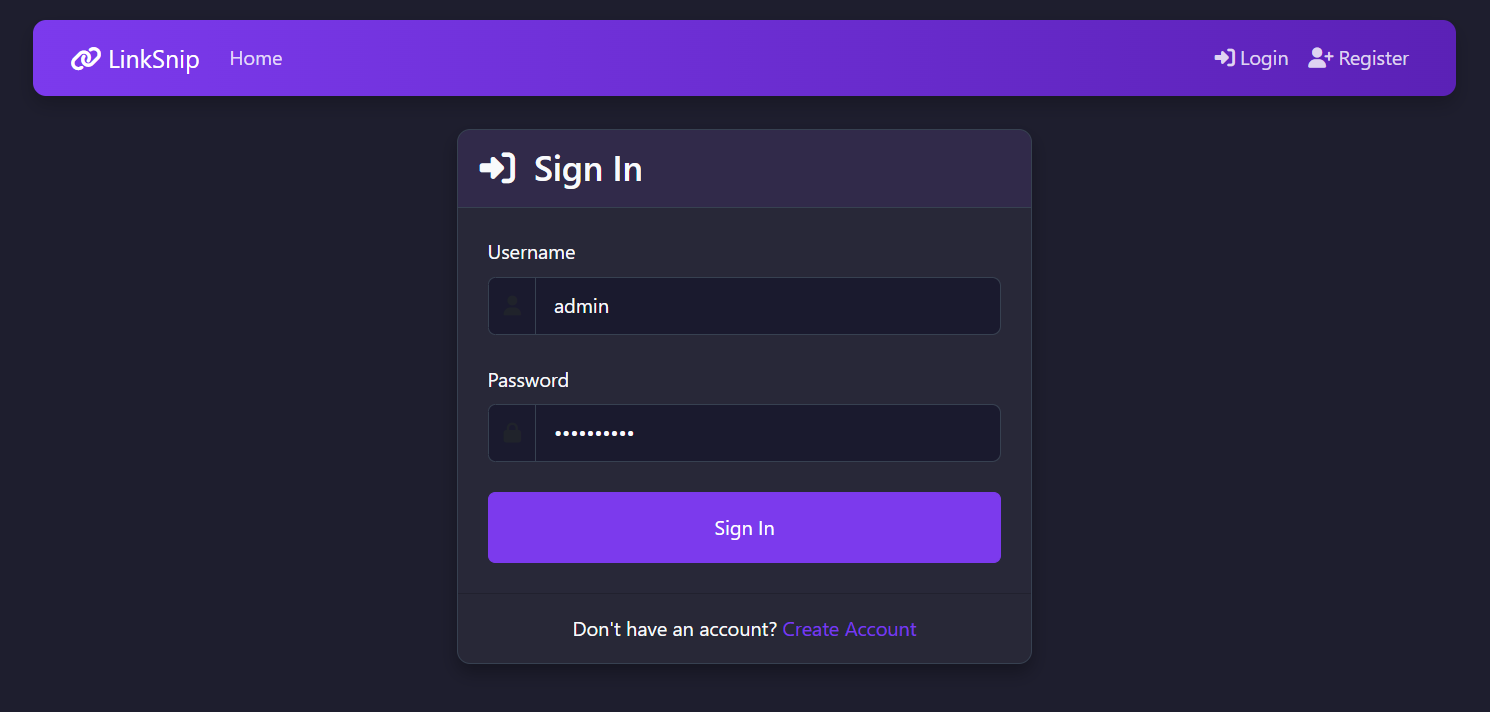 LinkSnip Home Login Register
Sign In
Username
admin
Password
••••••••••
Sign In
Don't have an account? Create Account